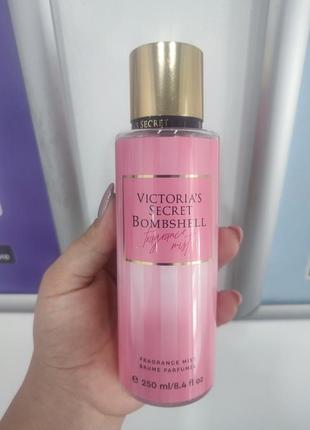 S SECRET
VICTORIA'S
SECRET
BOMBSHELL
fragrance mist
FRAGRANCE MIST
BRUME PARFUMÉE
℮ 250 ml/8.4 fl oz